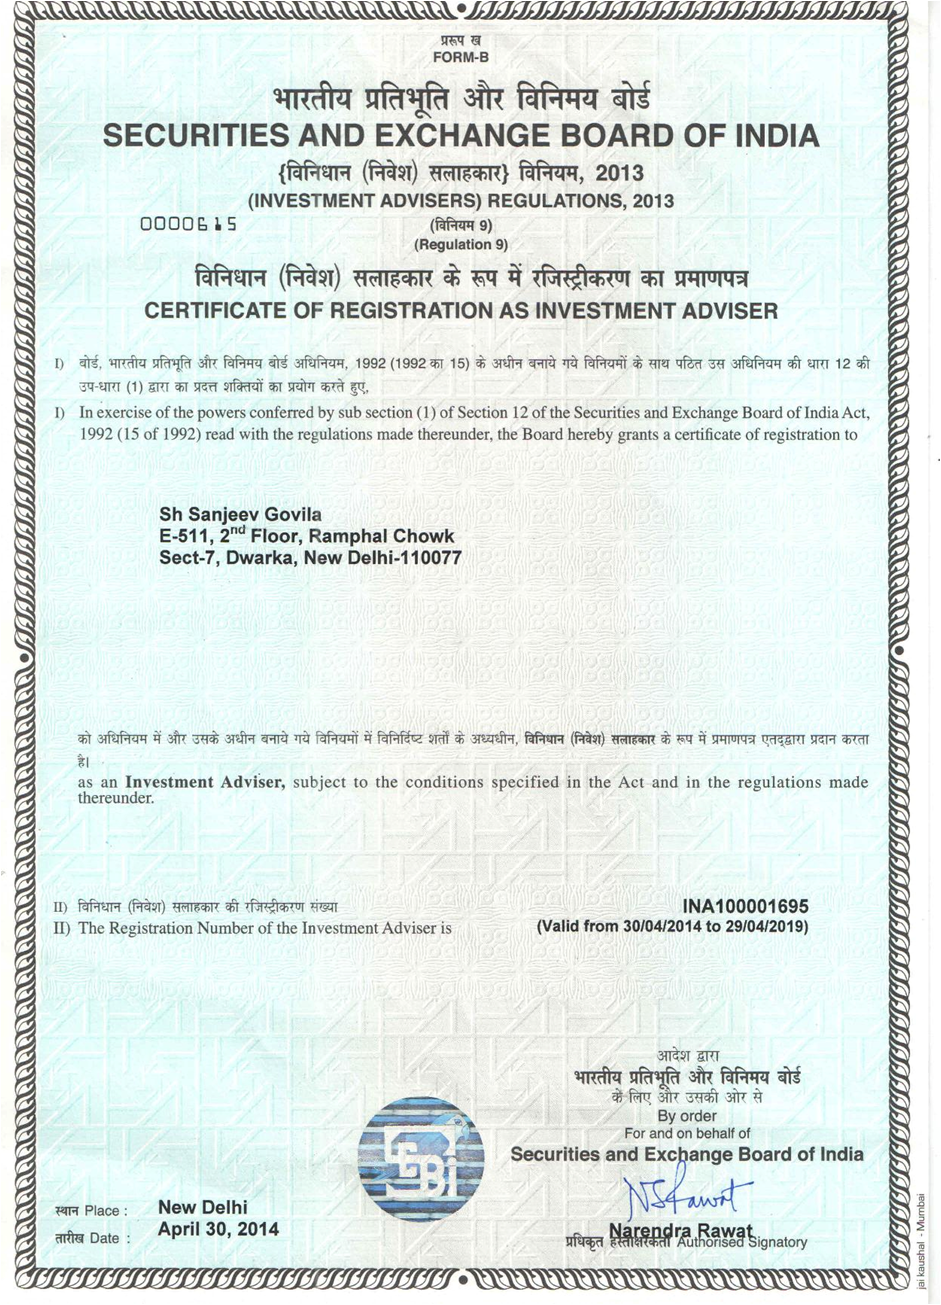 प्ररूप ख
FORM-B
भारतीय प्रतिभूति और विनिमय बोर्ड
SECURITIES AND EXCHANGE BOARD OF INDIA
{विनिधान (निवेश) सलाहकार} विनियम, 2013
(INVESTMENT ADVISERS) REGULATIONS, 2013
0000615
(विनियम 9)
(Regulation 9)
विनिधान (निवेश) सलाहकार के रूप में रजिस्ट्रीकरण का प्रमाणपत्र
CERTIFICATE OF REGISTRATION AS INVESTMENT ADVISER
I) बोर्ड, भारतीय प्रतिभूति और विनिमय बोर्ड अधिनियम, 1992 (1992 का 15) के अधीन बनाये गये विनियमों के साथ पठित उस अधिनियम की धारा 12 की
उप-धारा (1) द्वारा का प्रदत्त शक्तियों का प्रयोग करते हुए,
I) In exercise of the powers conferred by sub section (1) of Section 12 of the Securities and Exchange Board of India Act,
1992 (15 of 1992) read with the regulations made thereunder, the Board hereby grants a certificate of registration to
Sh Sanjeev Govila
E-511, 2nd Floor, Ramphal Chowk
Sect-7, Dwarka, New Delhi-110077
को अधिनियम में और उसके अधीन बनाये गये विनियमों में विनिर्दिष्ट शर्तों के अध्यधीन, विनिधान (निवेश) सलाहकार के रूप में प्रमाणपत्र एतद्द्वारा प्रदान करता
है।
as an Investment Adviser, subject to the conditions specified in the Act and in the regulations made
thereunder.
II) विनिधान (निवेश) सलाहकार की रजिस्ट्रीकरण संख्या
INA100001695
II) The Registration Number of the Investment Adviser is
(Valid from 30/04/2014 to 29/04/2019)
आदेश द्वारा
भारतीय प्रतिभूति और विनिमय बोर्ड
के लिए और उसकी ओर से
By order
For and on behalf of
Securities and Exchange Board of India
SEBI
NSRawat
स्थान Place : New Delhi
तारीख Date : April 30, 2014
Narendra Rawat
प्राधिकृत हस्ताक्षरकर्ता Authorised Signatory
jai kaushal - Mumbai